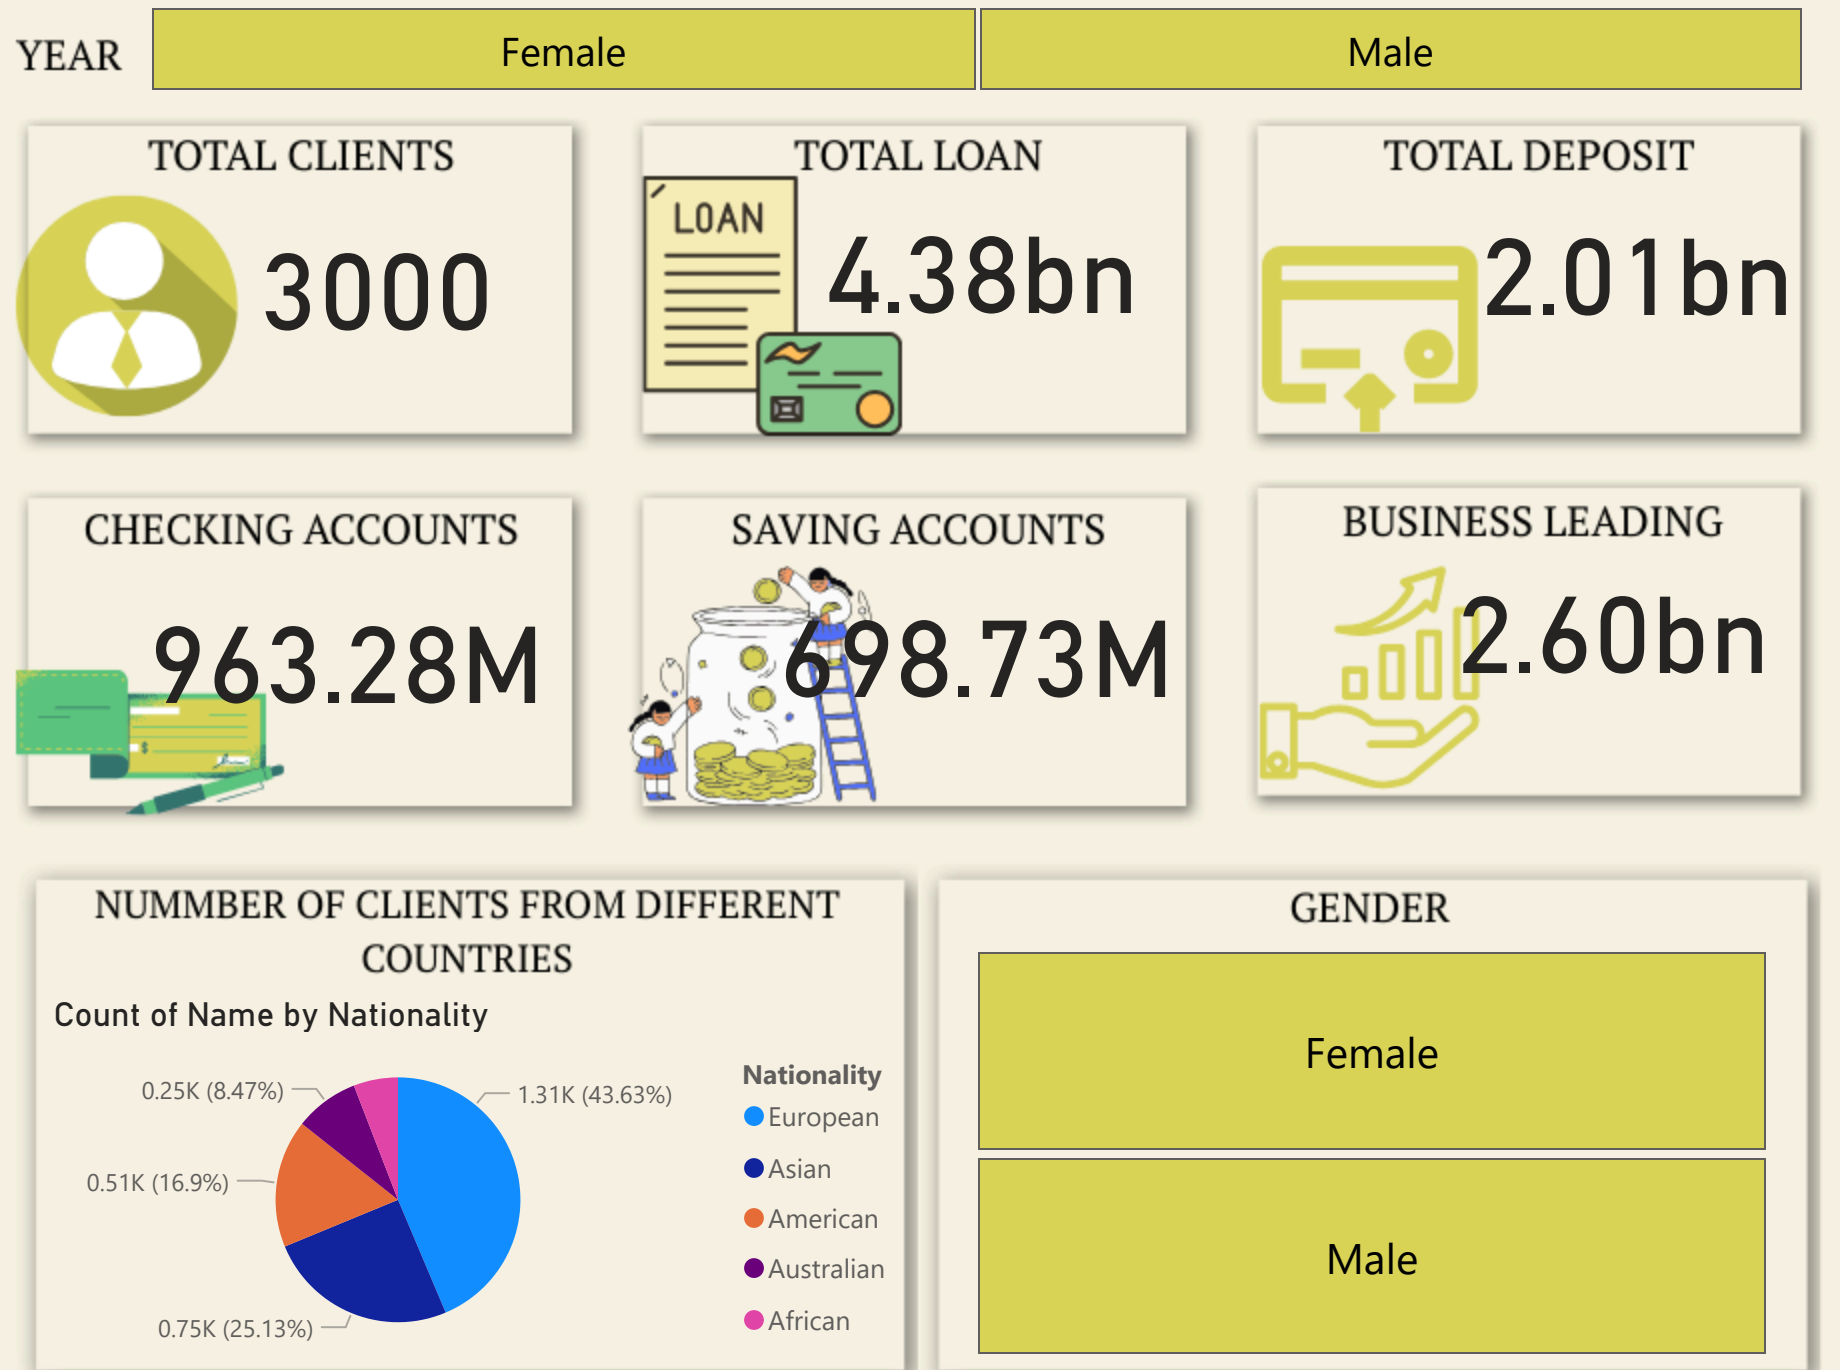 YEAR
Female
Male
TOTAL CLIENTS
3000
TOTAL LOAN
LOAN
4.38bn
TOTAL DEPOSIT
2.01bn
CHECKING ACCOUNTS
963.28M
$
SAVING ACCOUNTS
698.73M
BUSINESS LEADING
2.60bn
NUMMBER OF CLIENTS FROM DIFFERENT
COUNTRIES
Count of Name by Nationality
0.25K (8.47%)
1.31K (43.63%)
0.51K (16.9%)
0.75K (25.13%)
Nationality
European
Asian
American
Australian
African
GENDER
Female
Male